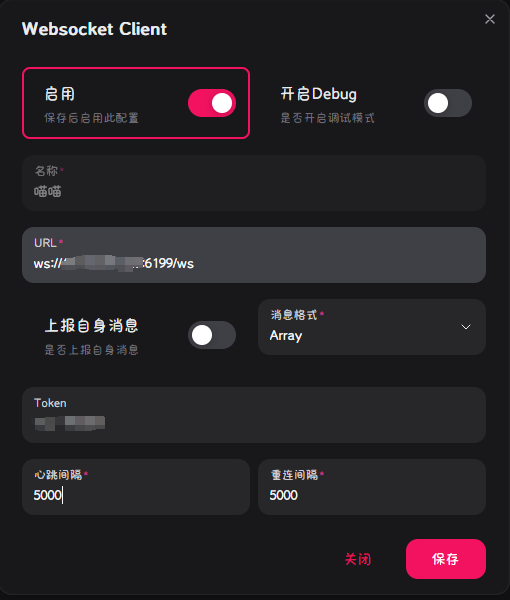 Websocket Client
启用
保存后启用此配置
开启Debug
是否开启调试模式
名称*
喵喵
URL*
ws:// :6199/ws
上报自身消息
是否上报自身消息
消息格式*
Array
Token
心跳间隔*
5000
重连间隔*
5000
关闭
保存